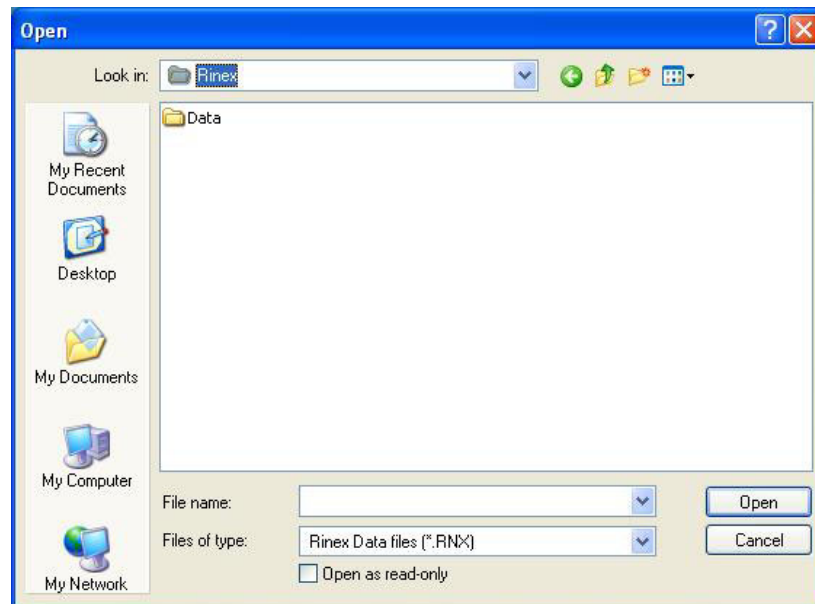 Open
Look in:
Rinex
Data
My Recent
Documents
Desktop
My Documents
My Computer
My Network
File name:
Open
Files of type:
Rinex Data files (*.RNX)
Cancel
Open as read-only